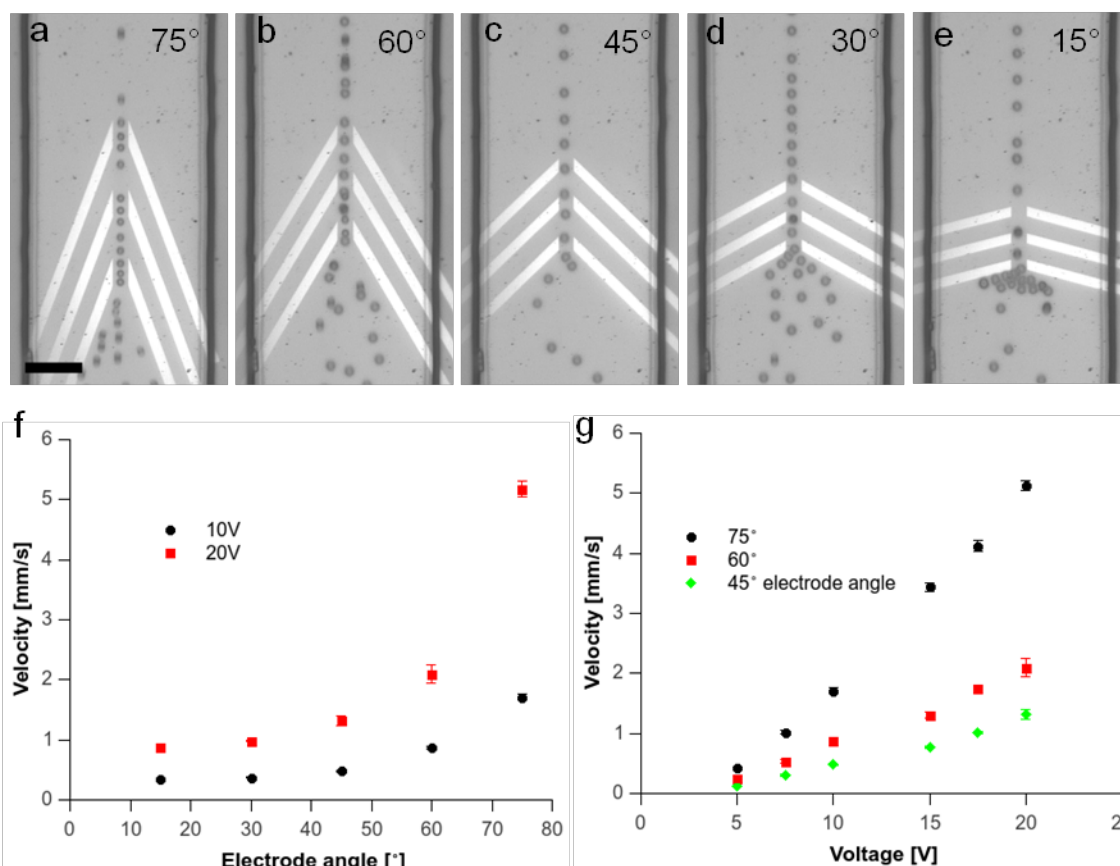 a 75° b 60° c 45° d 30° e 15°
f
6
5
4
3
2
1
0
Velocity [mm/s]
10V
20V
0 10 20 30 40 50 60 70 80
Electrode angle [°]
g
6
5
4
3
2
1
0
Velocity [mm/s]
75°
60°
45° electrode angle
0 5 10 15 20
Voltage [V]